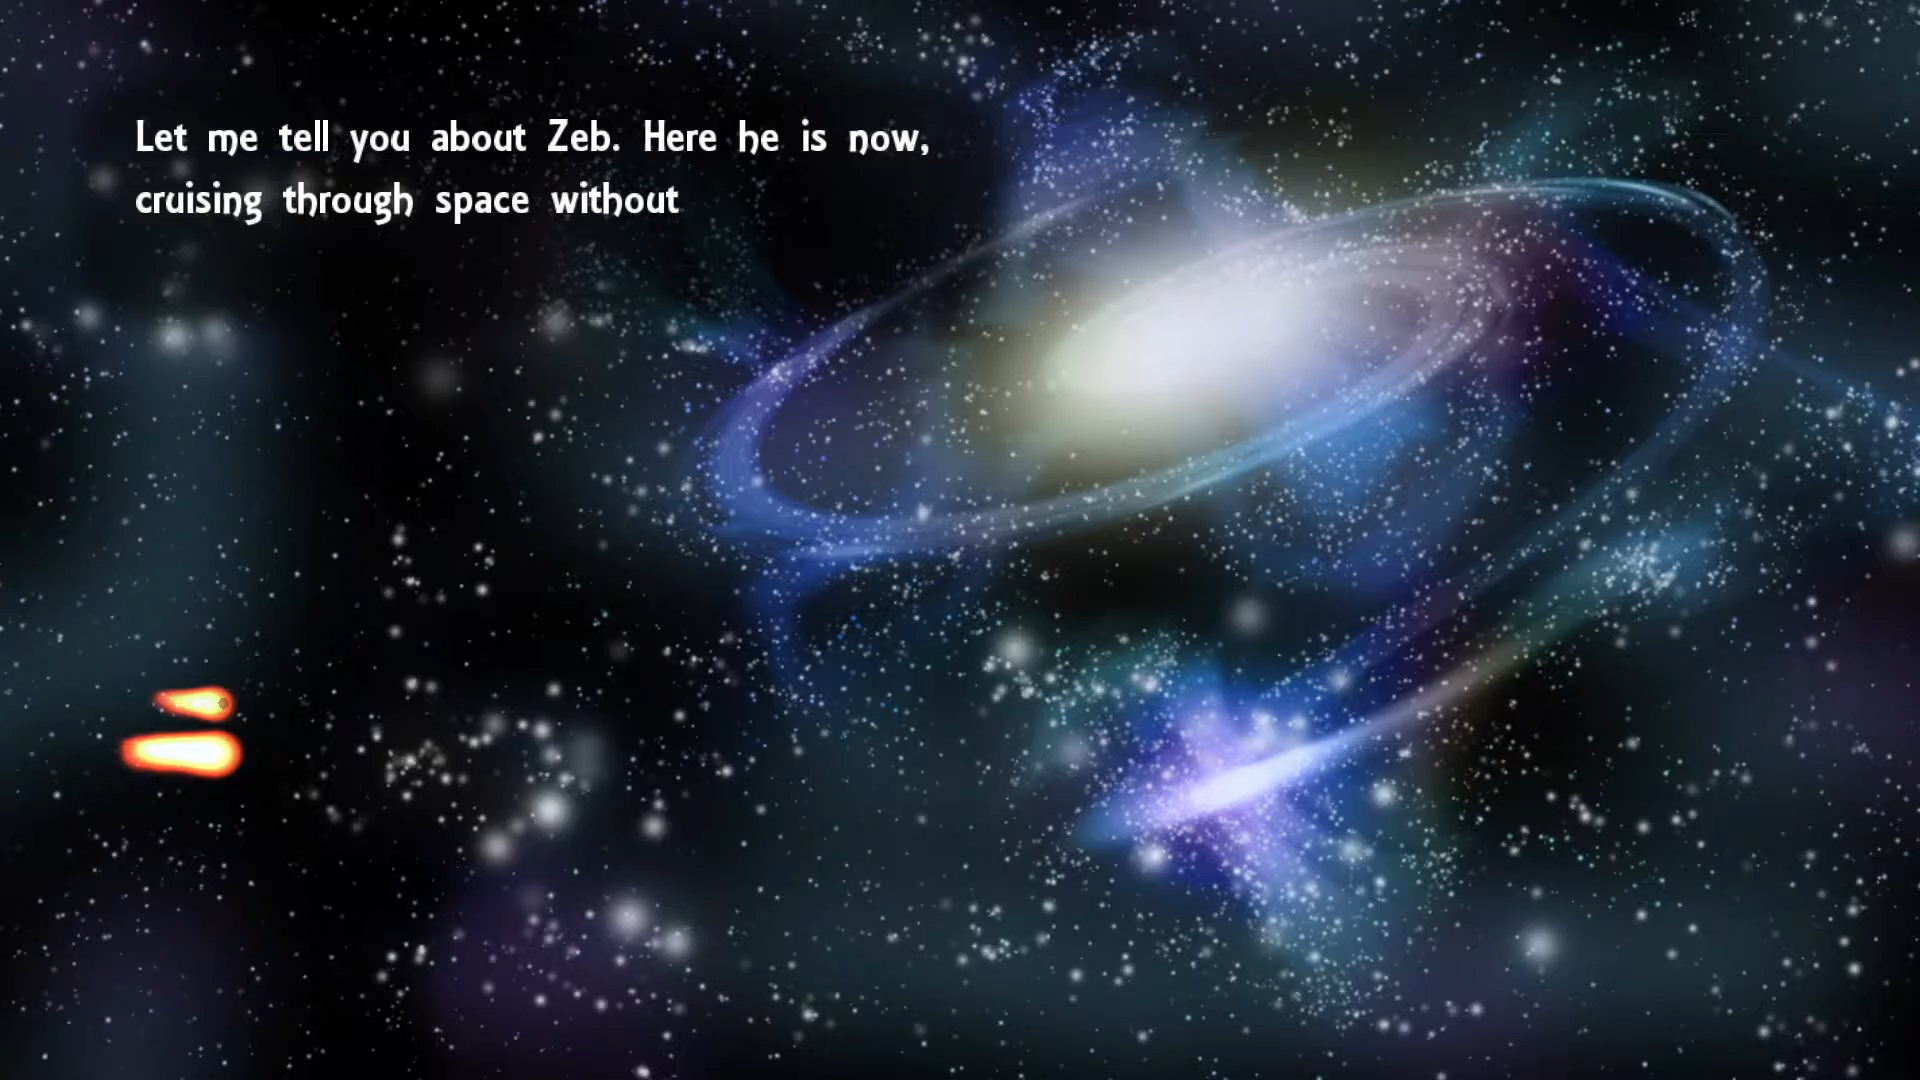 Let me tell you about Zeb. Here he is now,
cruising through space without